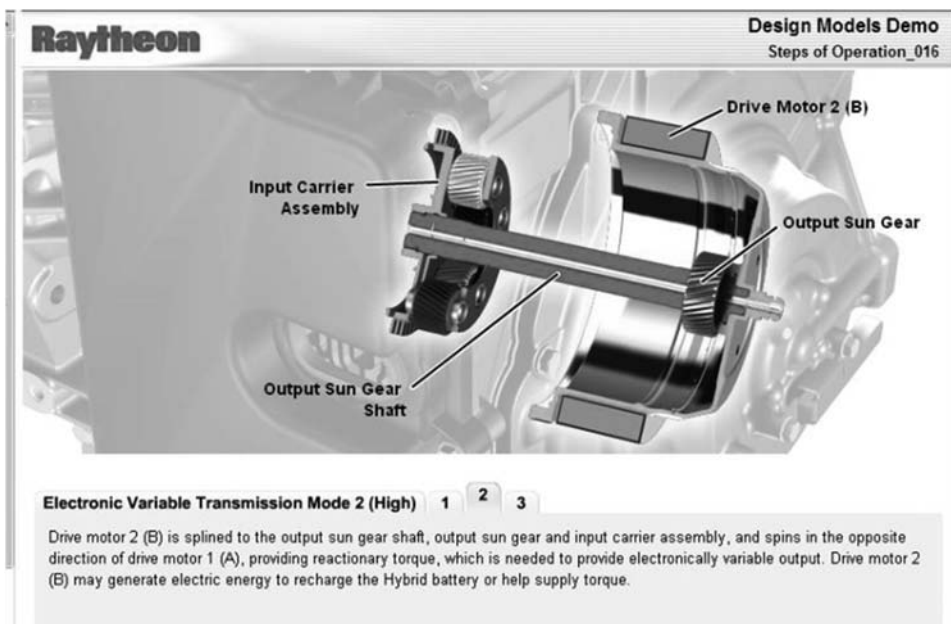 Raytheon
Design Models Demo
Steps of Operation_016
Drive Motor 2 (B)
Input Carrier
Assembly
Output Sun Gear
Output Sun Gear
Shaft
Electronic Variable Transmission Mode 2 (High) 1 2 3
Drive motor 2 (B) is splined to the output sun gear shaft, output sun gear and input carrier assembly, and spins in the opposite
direction of drive motor 1 (A), providing reactionary torque, which is needed to provide electronically variable output. Drive motor 2
(B) may generate electric energy to recharge the Hybrid battery or help supply torque.